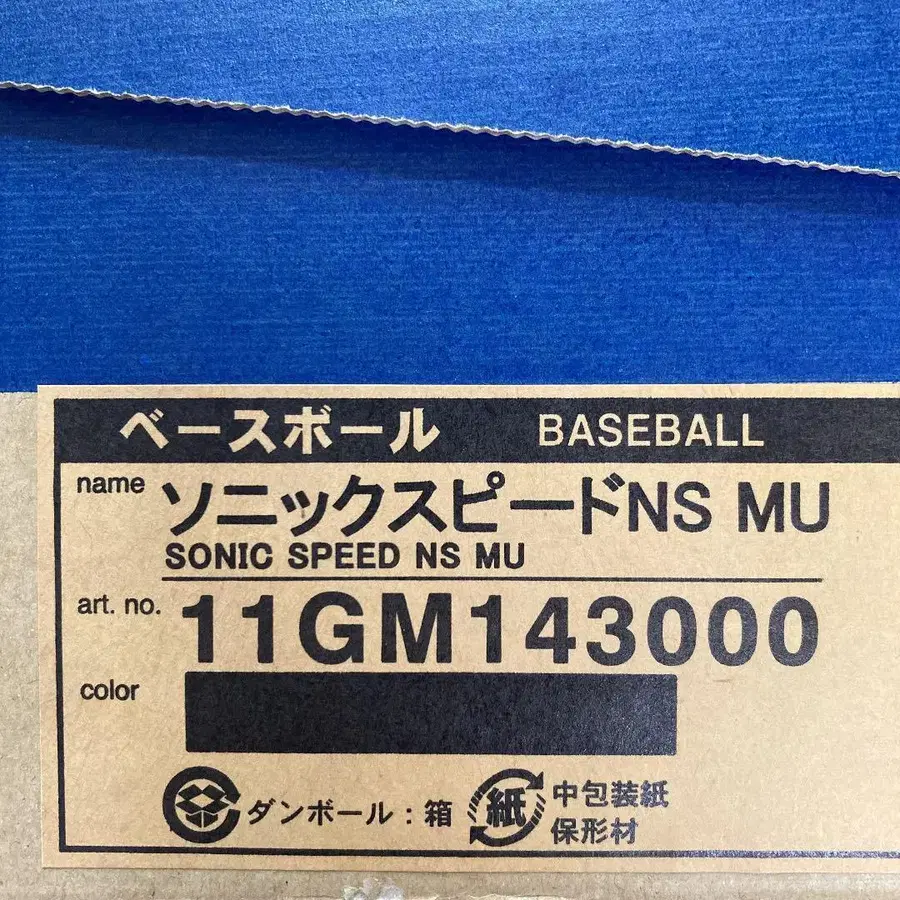 ベースボール BASEBALL
name ソニックスピードNS MU
SONIC SPEED NS MU
art. no. 11GM143000
color
ダンボール：箱 紙 中包装紙
保形材